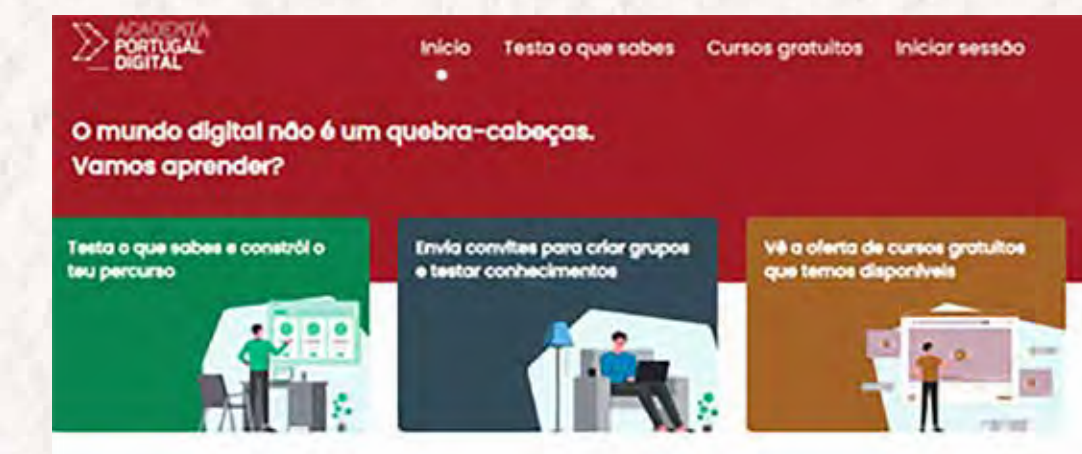 ACADEMIA
PORTUGAL
DIGITAL
Início Testa o que sabes Cursos gratuitos Iniciar sessão
O mundo digital não é um quebra-cabeças.
Vamos aprender?
Testa o que sabes e constrói o
teu percurso
Envia convites para criar grupos
e testar conhecimentos
Vê a oferta de cursos gratuitos
que temos disponíveis